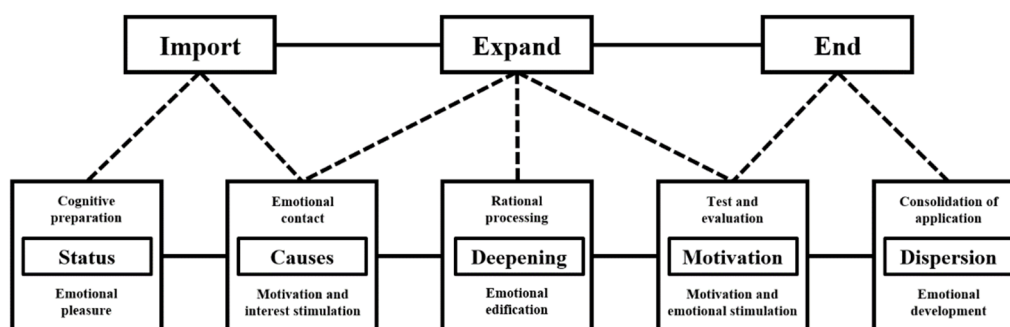 Import
Expand
End
Cognitive
preparation
Status
Emotional
pleasure
Emotional
contact
Causes
Motivation and
interest stimulation
Rational
processing
Deepening
Emotional
edification
Test and
evaluation
Motivation
Motivation and
emotional stimulation
Consolidation of
application
Dispersion
Emotional
development